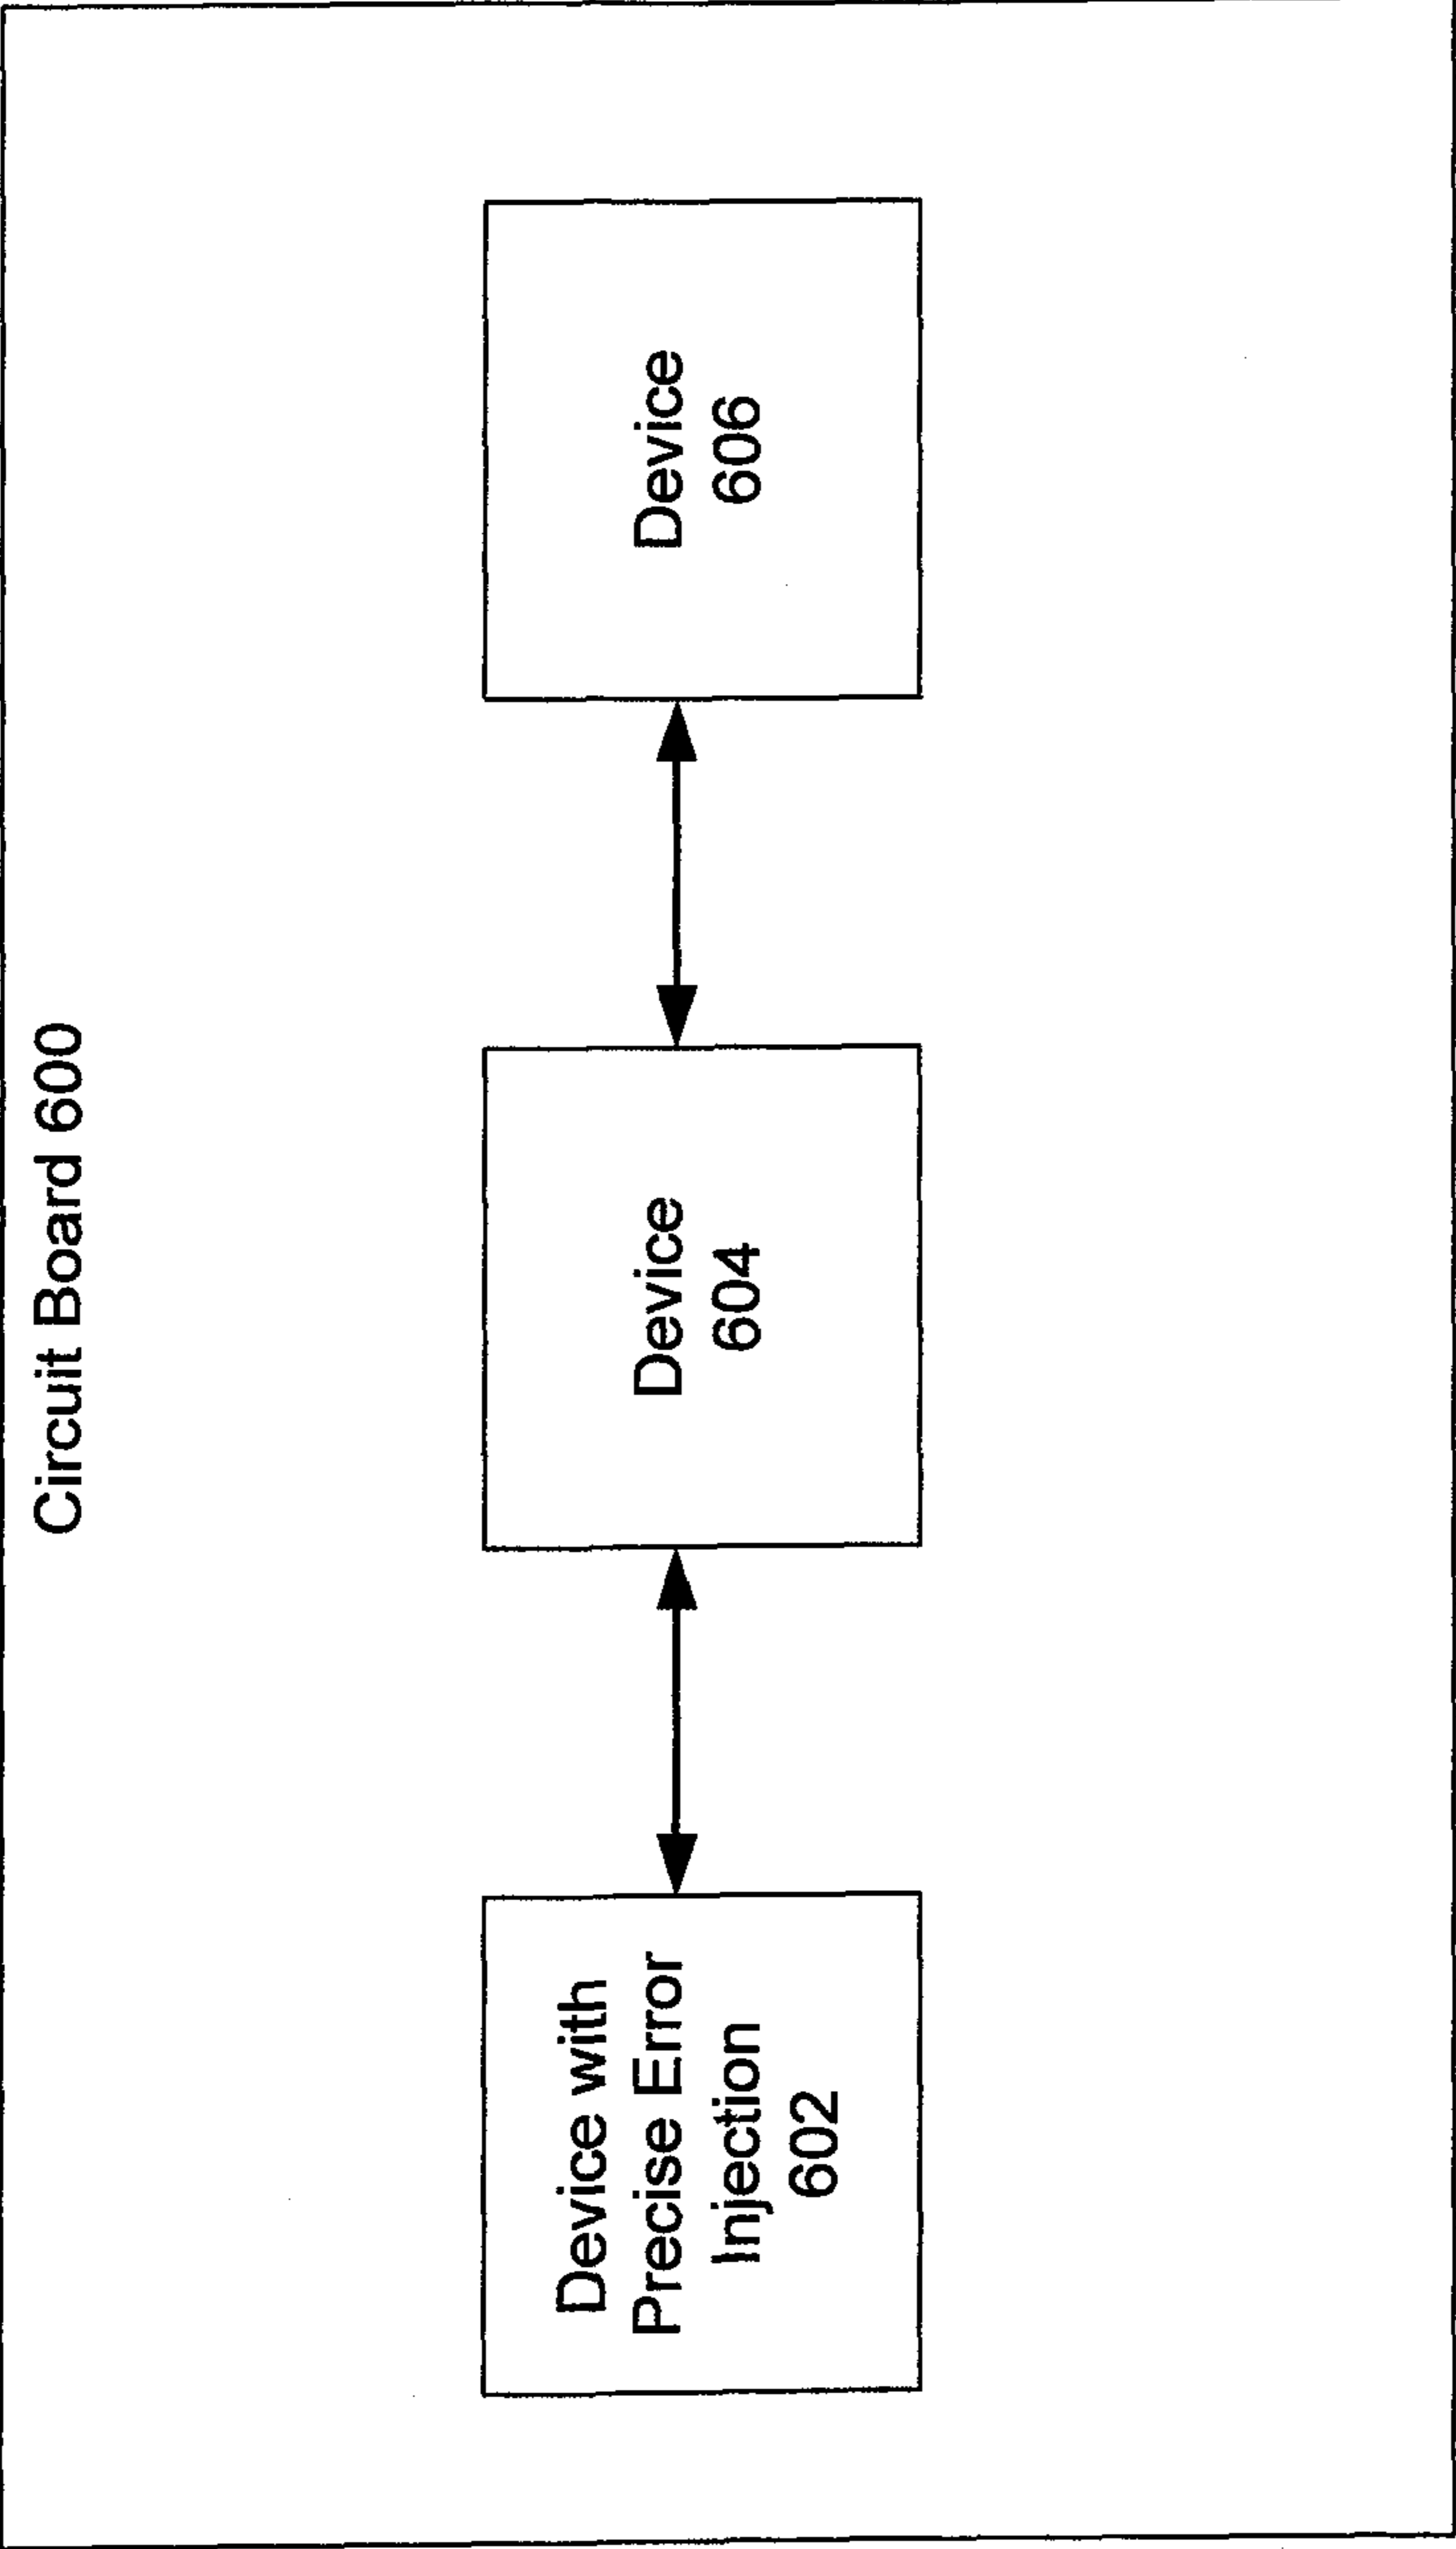 Circuit Board 600
Device with
Precise Error
Injection
602
Device
604
Device
606